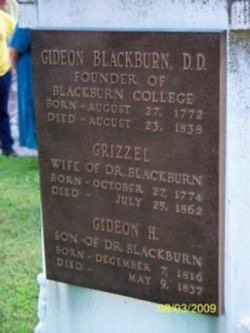 GIDEON BLACKBURN, D.D.
FOUNDER OF
BLACKBURN COLLEGE
BORN - AUGUST 27, 1772
DIED - AUGUST 23, 1838
GRIZZEL
WIFE OF DR. BLACKBURN
BORN - OCTOBER 27, 1774
DIED - JULY 25, 1862
GIDEON H.
SON OF DR. BLACKBURN
BORN - DECEMBER 7, 1816
DIED - MAY 9, 1837
08/03/2009